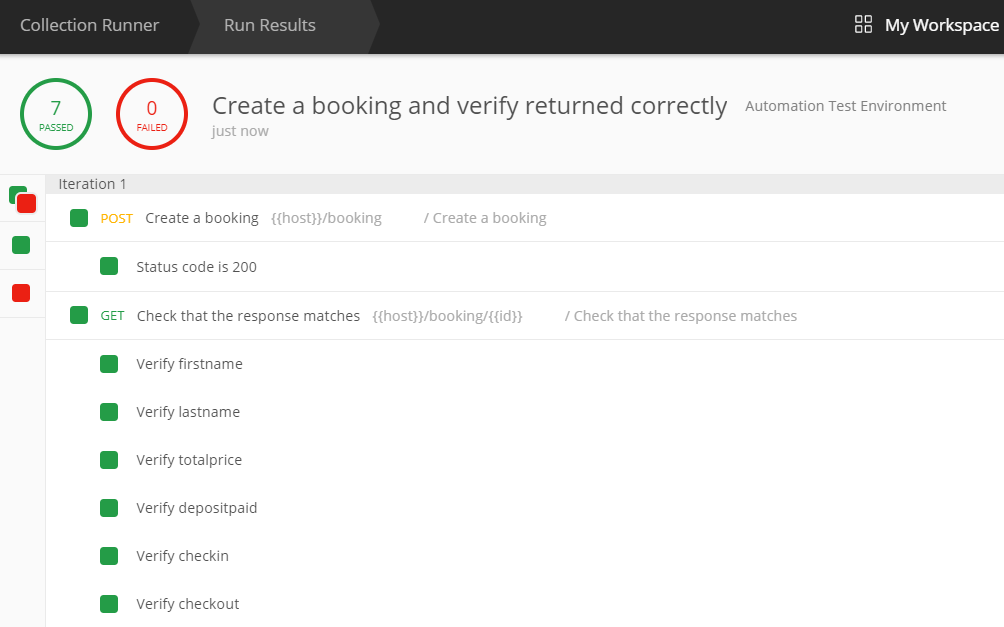 Collection Runner Run Results My Workspace
7 PASSED
0 FAILED
Create a booking and verify returned correctly Automation Test Environment
just now
Iteration 1
POST Create a booking {{host}}/booking / Create a booking
Status code is 200
GET Check that the response matches {{host}}/booking/{{id}} / Check that the response matches
Verify firstname
Verify lastname
Verify totalprice
Verify depositpaid
Verify checkin
Verify checkout